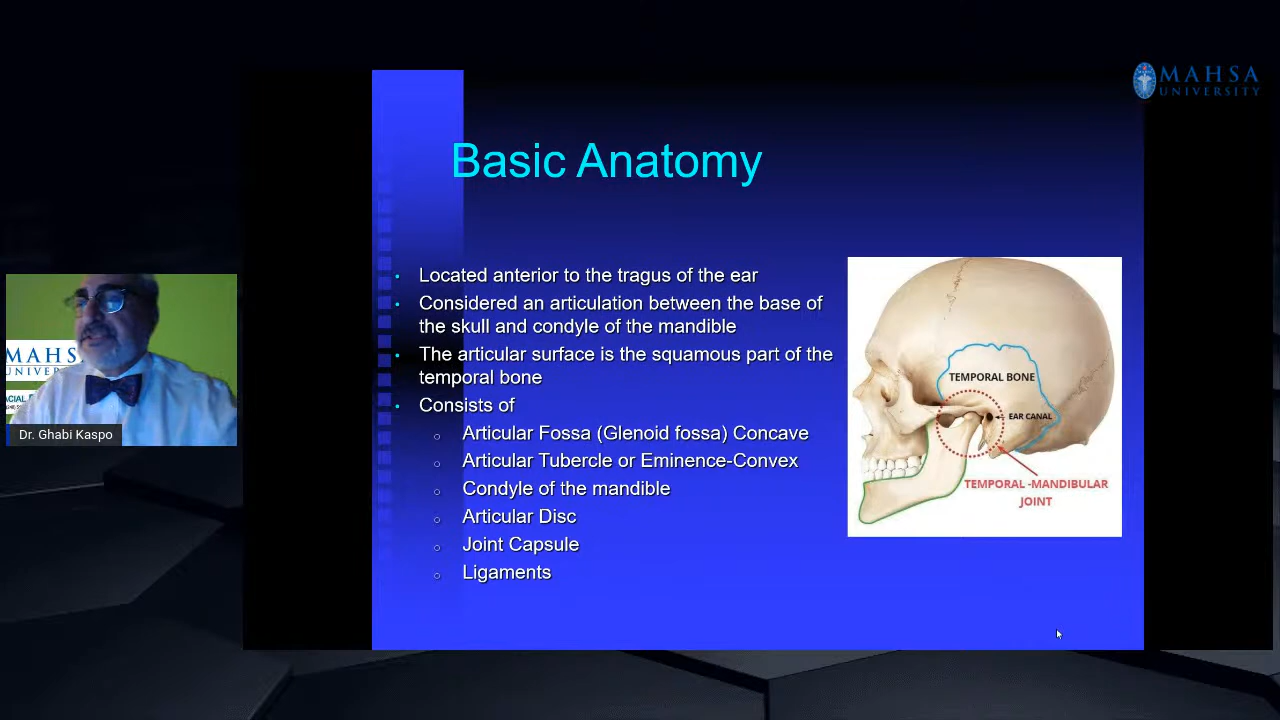 MAHSA
UNIVERSITY
Basic Anatomy
Located anterior to the tragus of the ear
Considered an articulation between the base of
the skull and condyle of the mandible
The articular surface is the squamous part of the
temporal bone
Consists of
Articular Fossa (Glenoid fossa) Concave
Articular Tubercle or Eminence-Convex
Condyle of the mandible
Articular Disc
Joint Capsule
Ligaments
TEMPORAL BONE
EAR CANAL
TEMPORAL -MANDIBULAR
JOINT
MAHS
UNIVER
ACIAL
Dr. Ghabi Kaspo